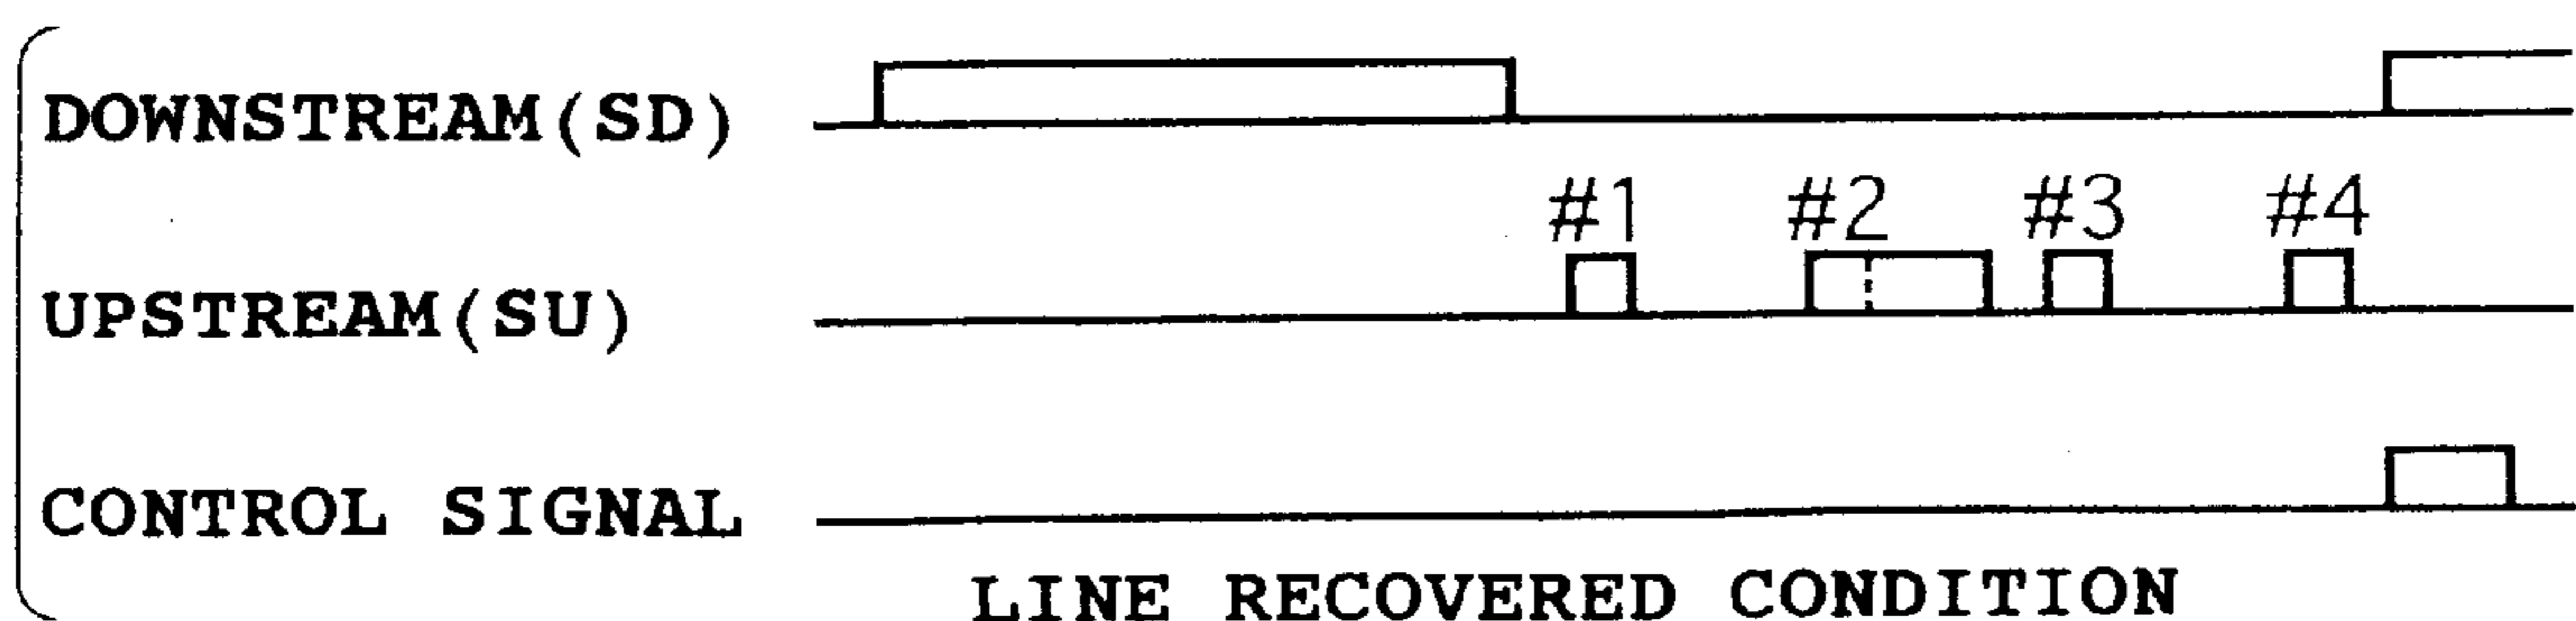 DOWNSTREAM(SD)
#1 #2 #3 #4
UPSTREAM(SU)
CONTROL SIGNAL
LINE RECOVERED CONDITION